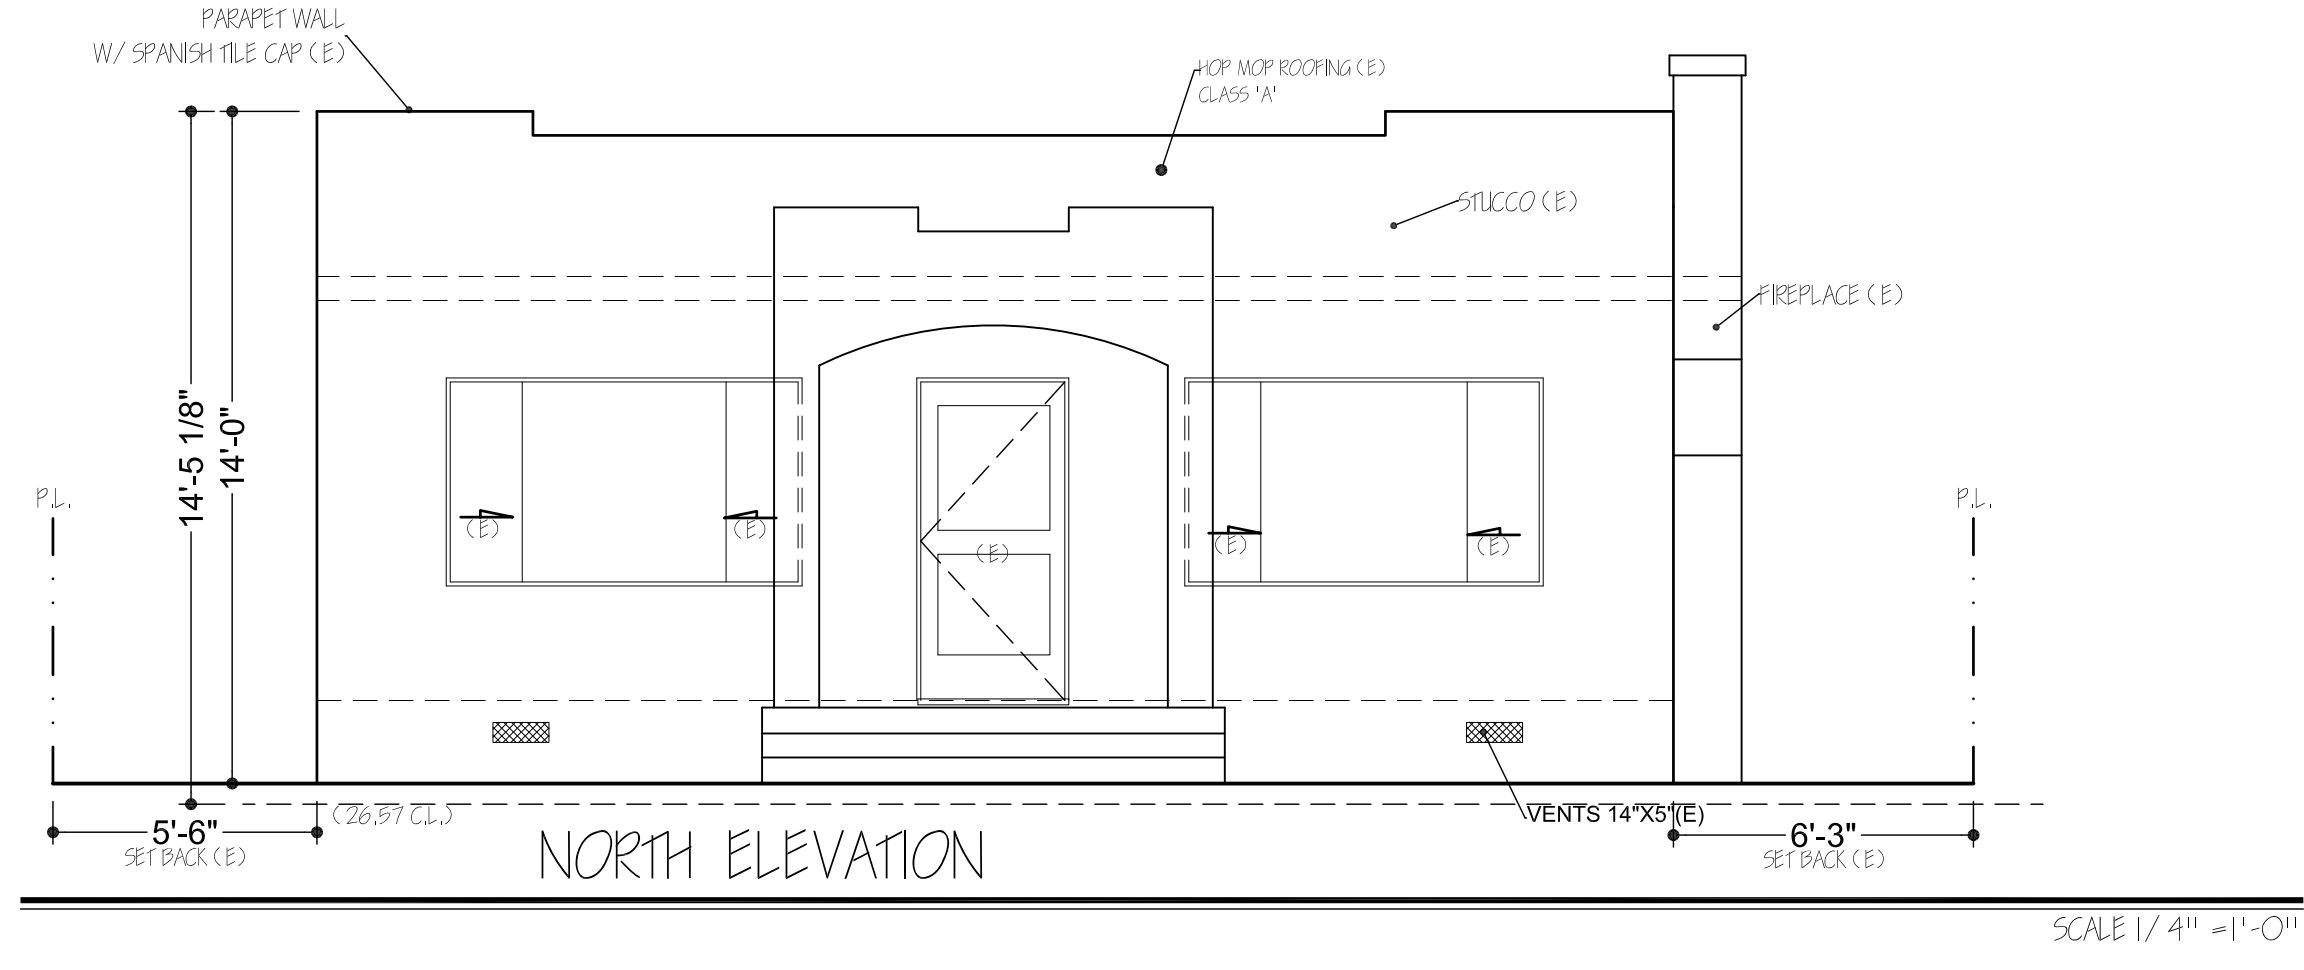 PARAPET WALL
W/ SPANISH TILE CAP (E)
HOP MOP ROOFING (E)
CLASS 'A'
STUCCO (E)
FIREPLACE (E)
14'-5 1/8"
14'-0"
P.L.
P.L.
(E)
(E)
(E)
(E)
(E)
(26.57 C.L.)
VENTS 14"X5"(E)
5'-6"
SET BACK (E)
6'-3"
SET BACK (E)
NORTH ELEVATION
SCALE 1/4" =1'-0"